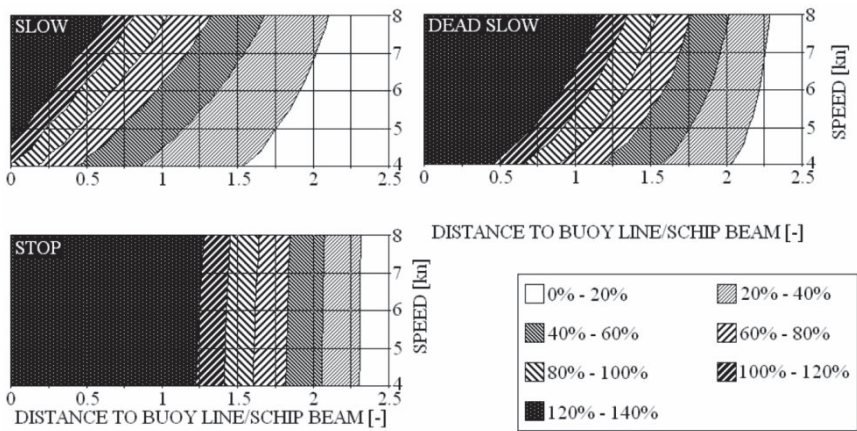 SLOW
8
7
6
5
4
0 0.5 1 1.5 2 2.5
DEAD SLOW
8
7
6
5
4
SPEED [kn]
0 0.5 1 1.5 2 2.5
DISTANCE TO BUOY LINE/SCHIP BEAM [-]
STOP
8
7
6
5
4
SPEED [kn]
0 0.5 1 1.5 2 2.5
DISTANCE TO BUOY LINE/SCHIP BEAM [-]
0% - 20% 20% - 40%
40% - 60% 60% - 80%
80% - 100% 100% - 120%
120% - 140%